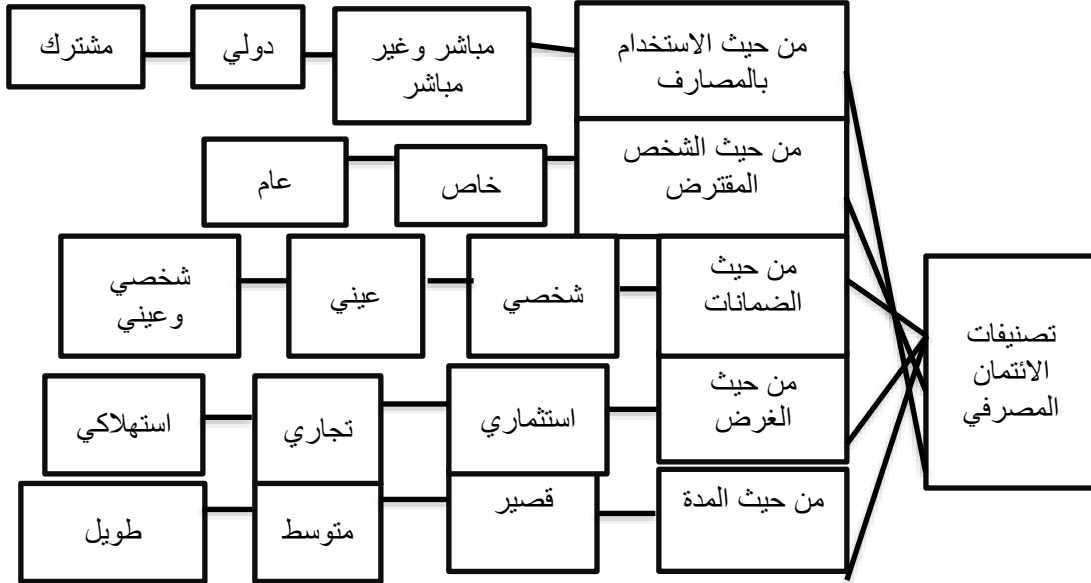 من حيث الاستخدام
بالمصارف
مباشر وغير
مباشر
دولي
مشترك
من حيث الشخص
المقترض
خاص
عام
من حيث
الضمانات
شخصي
عيني
شخصي
وعيني
من حيث
الغرض
استثماري
تجاري
استهلاكي
من حيث المدة
قصير
متوسط
طويل
تصنيفات
الائتمان
المصرفي